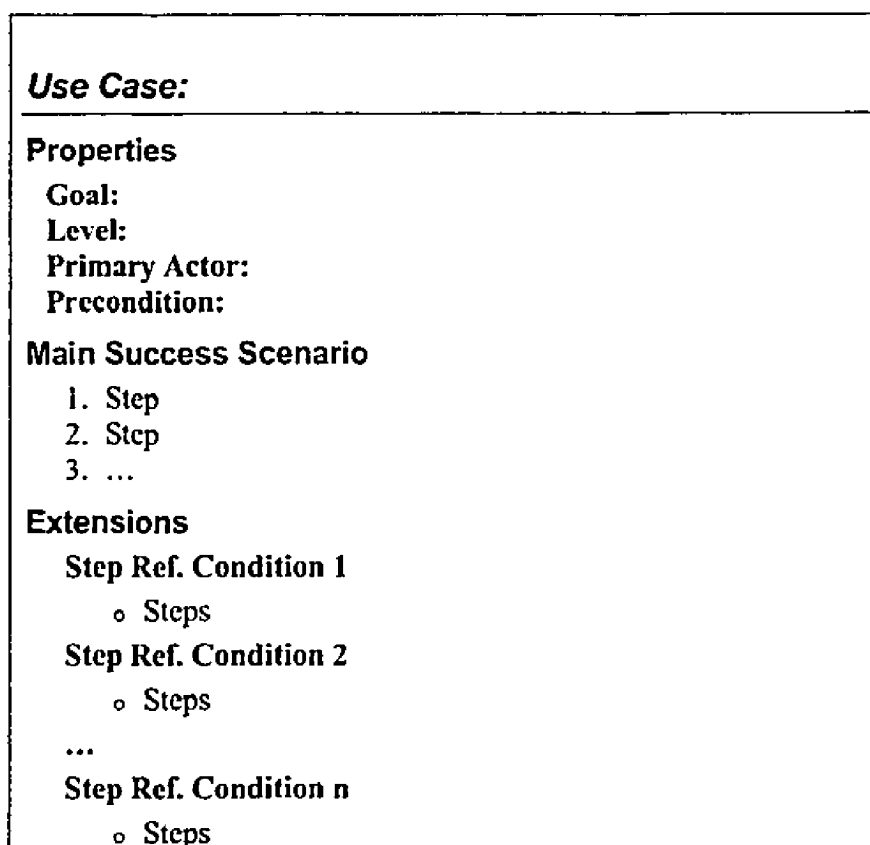 Use Case:
Properties
Goal:
Level:
Primary Actor:
Precondition:
Main Success Scenario
1. Step
2. Step
3. ...
Extensions
Step Ref. Condition 1
o Steps
Step Ref. Condition 2
o Steps
...
Step Ref. Condition n
o Steps